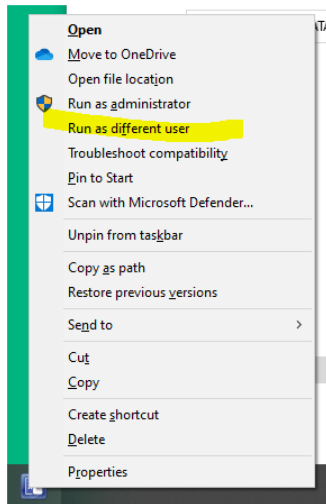 Open
Move to OneDrive
Open file location
Run as administrator
Run as different user
Troubleshoot compatibility
Pin to Start
Scan with Microsoft Defender...
Unpin from taskbar
Copy as path
Restore previous versions
Send to
Cut
Copy
Create shortcut
Delete
Properties